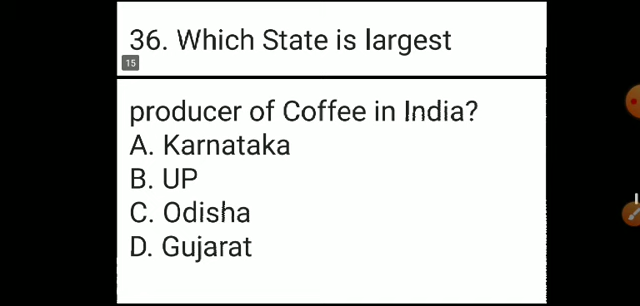 36. Which State is largest
15
producer of Coffee in India?
A. Karnataka
B. UP
C. Odisha
D. Gujarat